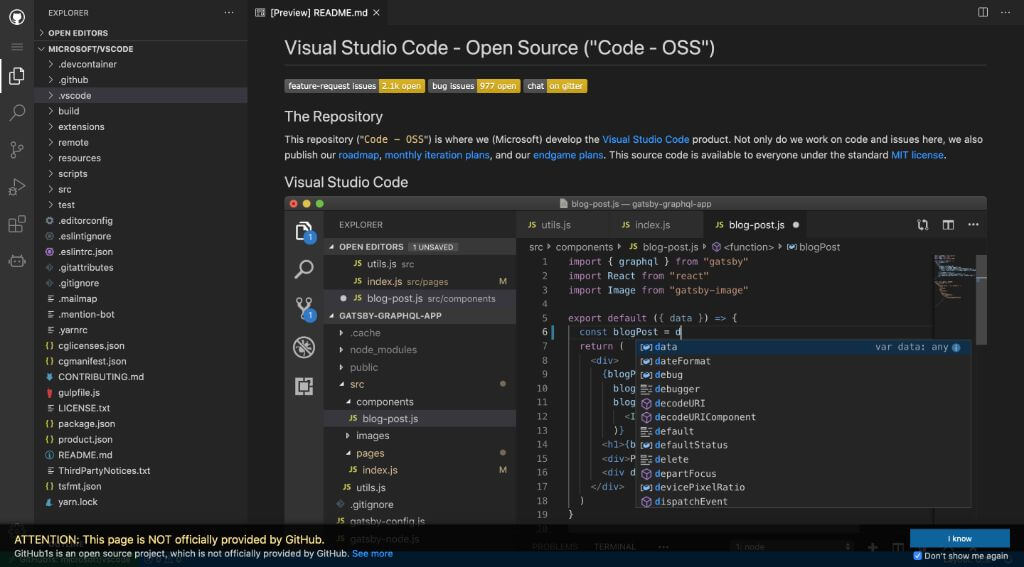 EXPLORER
OPEN EDITORS
MICROSOFT/VSCODE
.devcontainer
.github
.vscode
build
extensions
remote
resources
scripts
src
test
.editorconfig
.eslintignore
.eslintrc.json
.gitattributes
.gitignore
.mailmap
.mention-bot
.yarnrc
cglicenses.json
cgmanifest.json
CONTRIBUTING.md
gulpfile.js
LICENSE.txt
package.json
product.json
README.md
ThirdPartyNotices.txt
tsfmt.json
yarn.lock
[Preview] README.md
Visual Studio Code - Open Source ("Code - OSS")
feature-request issues 2.1k open bug issues 977 open chat on gitter
The Repository
This repository ("Code - OSS") is where we (Microsoft) develop the Visual Studio Code product. Not only do we work on code and issues here, we also
publish our roadmap, monthly iteration plans, and our endgame plans. This source code is available to everyone under the standard MIT license.
Visual Studio Code
blog-post.js — gatsby-graphql-app
EXPLORER
OPEN EDITORS 1 UNSAVED
JS utils.js src
JS index.js src/pages M
JS blog-post.js src/components
GATSBY-GRAPHQL-APP
.cache
node_modules
public
src
components
JS blog-post.js
images
pages
JS index.js M
JS utils.js
.gitignore
gatsby-config.js
gatsby-node.js
1
1
JS utils.js JS index.js JS blog-post.js
src > components > JS blog-post.js > <function> > blogPost
1 import { graphql } from "gatsby"
2 import React from "react"
3 import Image from "gatsby-image"
4
5 export default ({ data }) => {
6 const blogPost = d
7 return (
8 <div>
9 {blogP
10 blog
11 blog
12 <I
13 )}
14 <h1>{b
15 <div>P
16 <div d
17 </div>
18 )
19 }
20
data var data: any
dateFormat
debug
debugger
decodeURI
decodeURIComponent
default
defaultStatus
delete
departFocus
devicePixelRatio
dispatchEvent
PROBLEMS TERMINAL ... 1: node
ATTENTION: This page is NOT officially provided by GitHub.
GitHub1s is an open source project, which is not officially provided by GitHub. See more
I know
Don't show me again